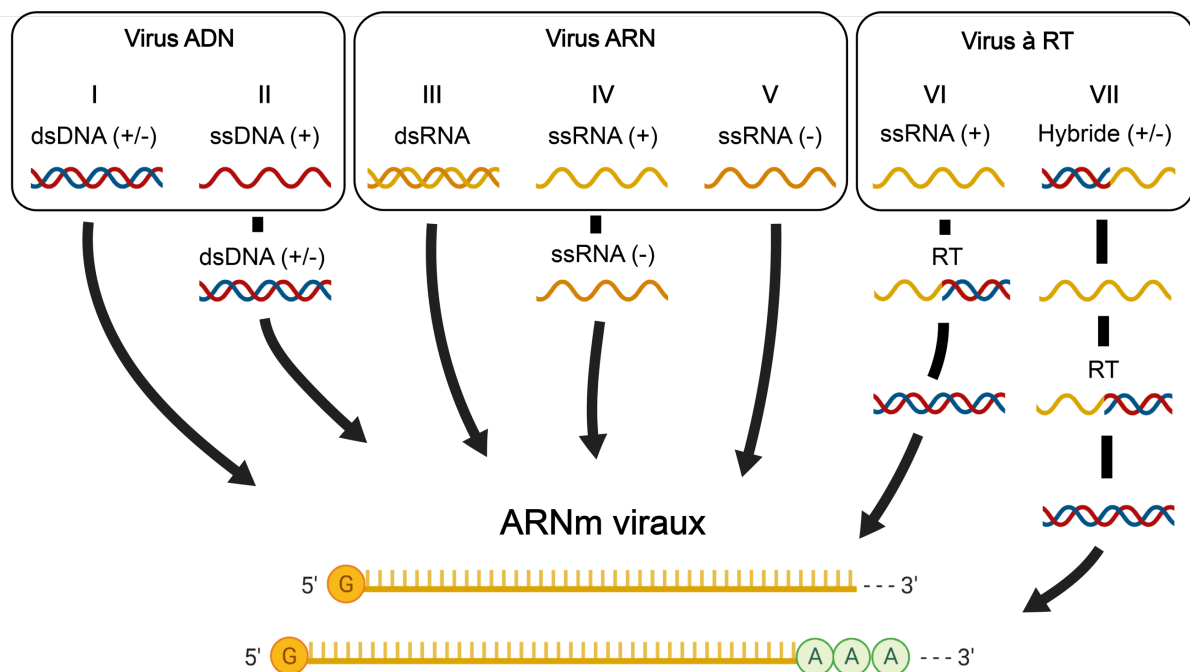 Virus ADN
I
II
dsDNA (+/-)
ssDNA (+)
dsDNA (+/-)
Virus ARN
III
IV
V
dsRNA
ssRNA (+)
ssRNA (-)
ssRNA (-)
Virus à RT
VI
VII
ssRNA (+)
Hybride (+/-)
RT
RT
ARNm viraux
5' G - - - 3'
5' G A A A - - - 3'